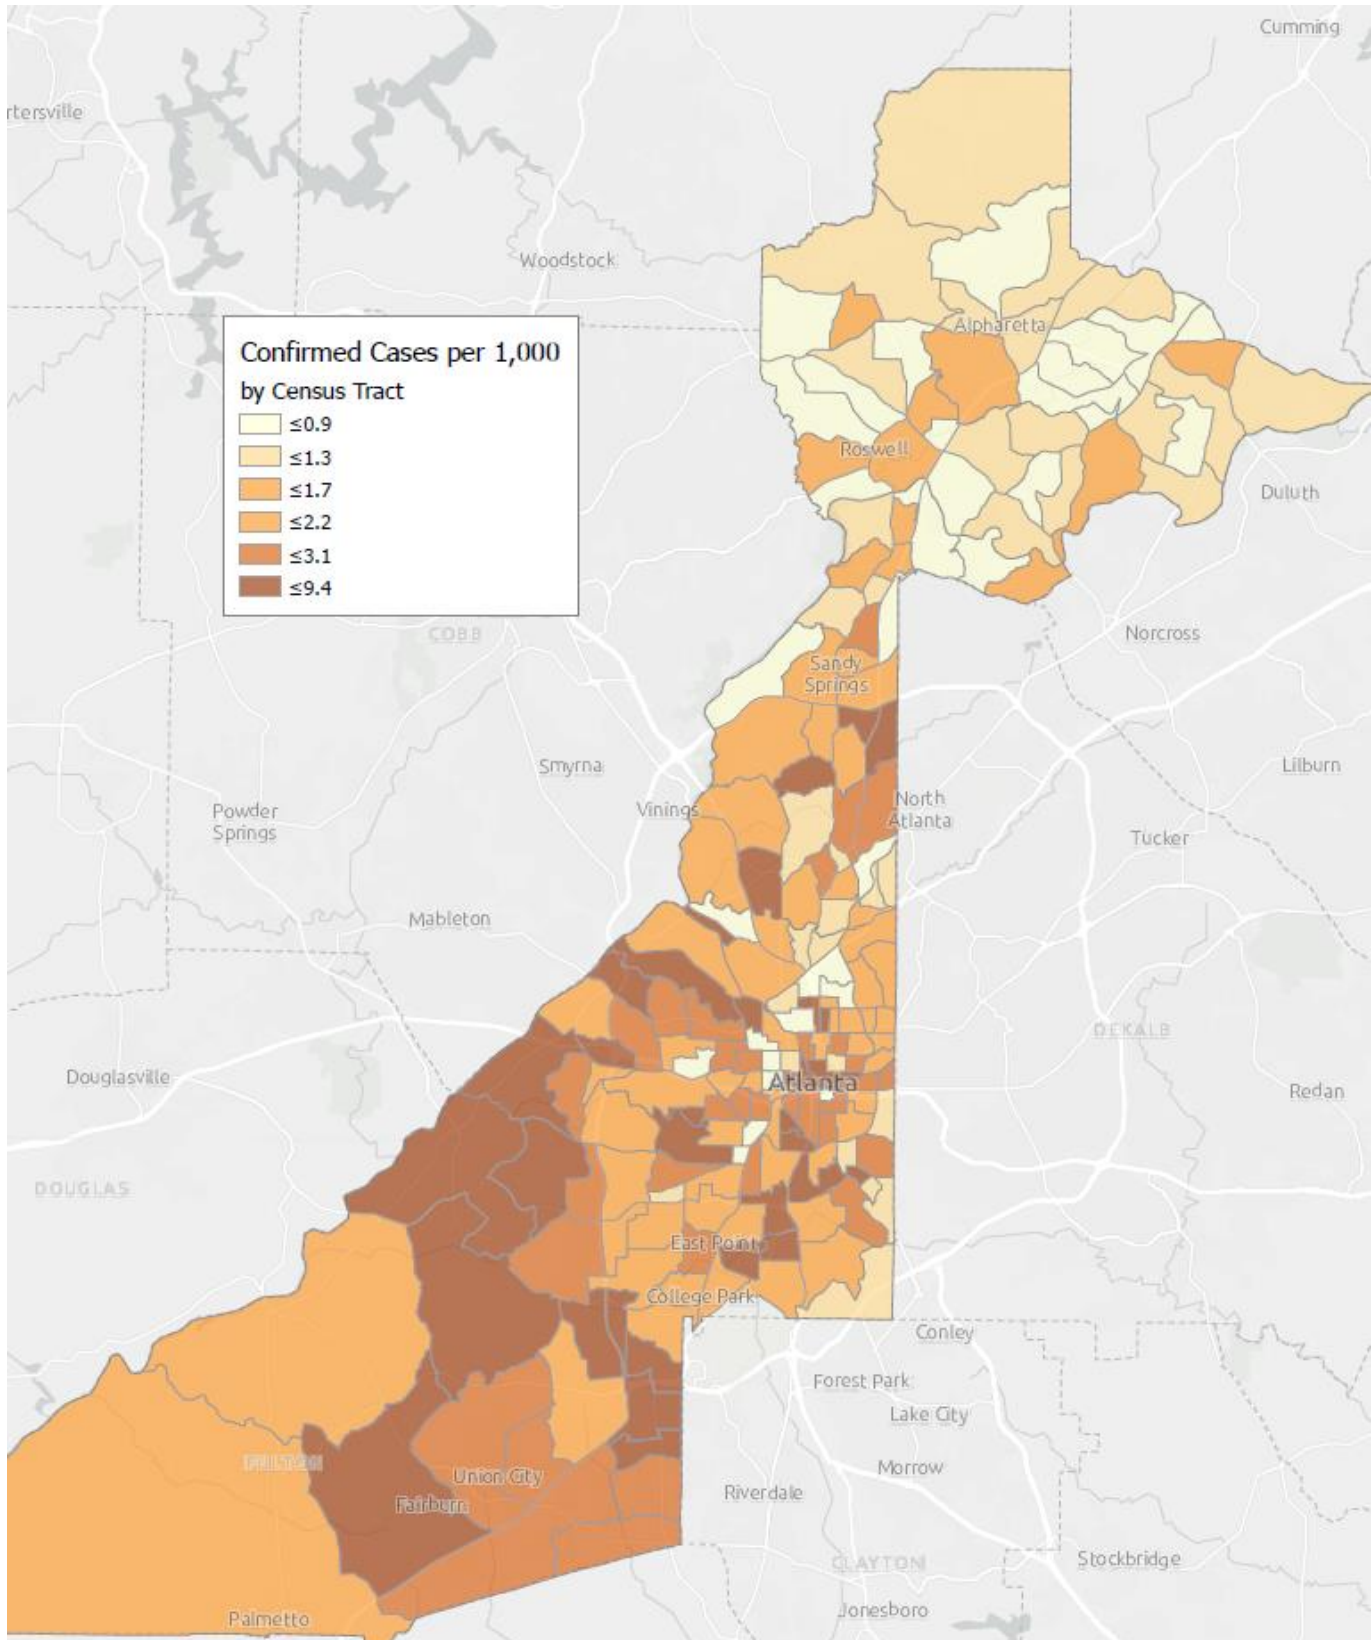 Cumming
rtersville
Woodstock
Confirmed Cases per 1,000
by Census Tract
≤0.9
≤1.3
≤1.7
≤2.2
≤3.1
≤9.4
Alpharetta
Roswell
Duluth
COBB
Norcross
Sandy
Springs
Smyrna
Lilburn
Vinings
North
Atlanta
Powder
Springs
Tucker
Mableton
DEKALB
Douglasville
Atlanta
Redan
DOUGLAS
East Point
College Park
Conley
Forest Park
Lake City
FULTON
Union City
Morrow
Fairburn
Riverdale
CLAYTON
Stockbridge
Jonesboro
Palmetto